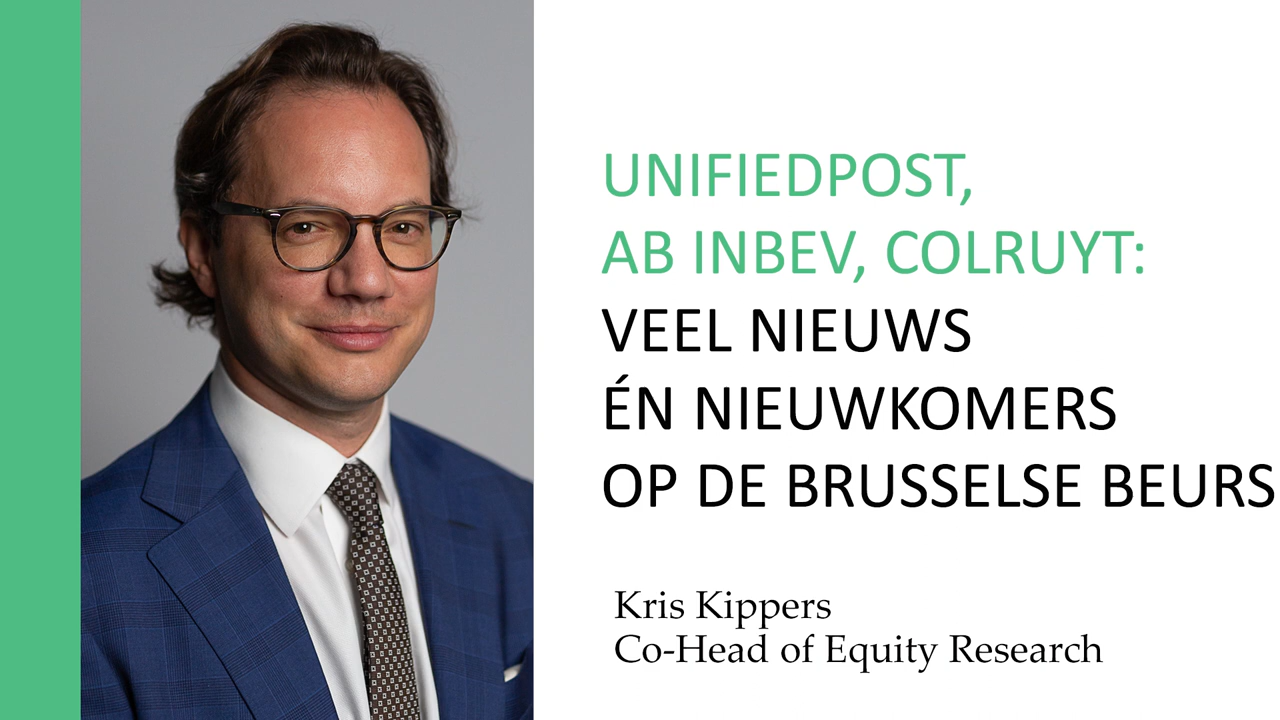 UNIFIEDPOST,
AB INBEV, COLRUYT:
VEEL NIEUWS
ÉN NIEUWKOMERS
OP DE BRUSSELSE BEURS
Kris Kippers
Co-Head of Equity Research